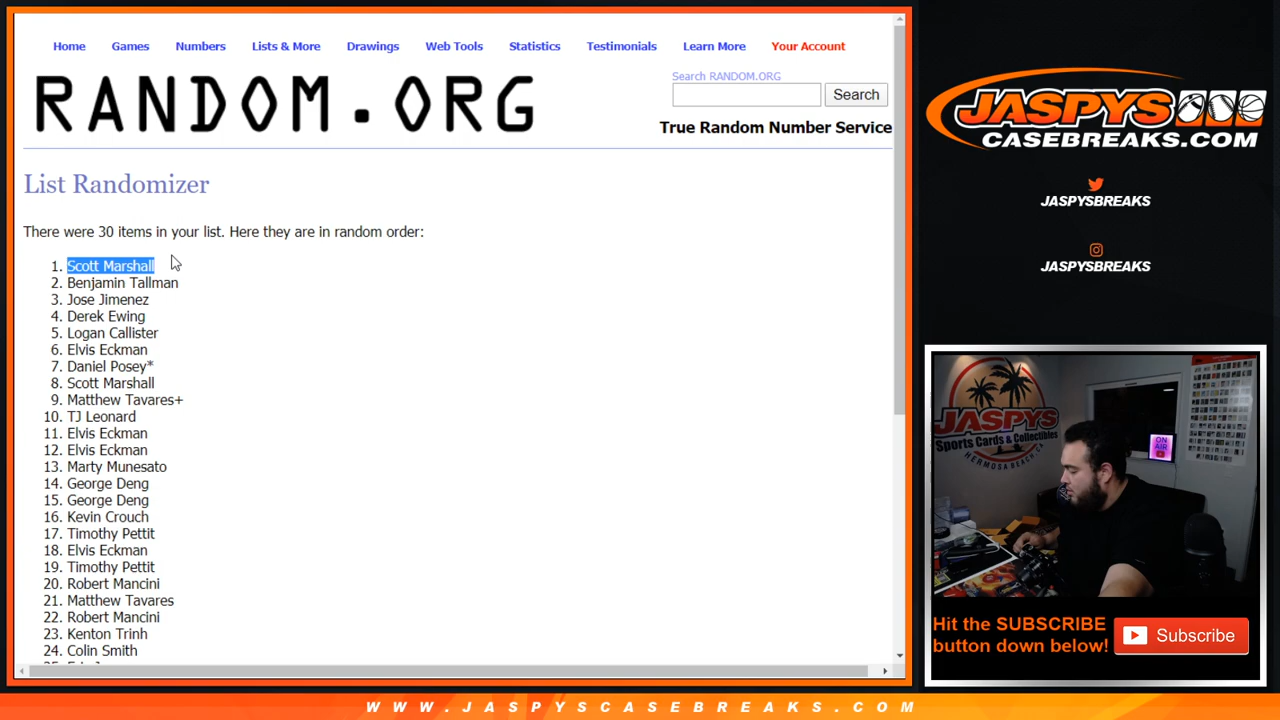 Home Games Numbers Lists & More Drawings Web Tools Statistics Testimonials Learn More Your Account
RANDOM.ORG
Search RANDOM.ORG
Search
True Random Number Service
List Randomizer
There were 30 items in your list. Here they are in random order:
1. Scott Marshall
2. Benjamin Tallman
3. Jose Jimenez
4. Derek Ewing
5. Logan Callister
6. Elvis Eckman
7. Daniel Posey*
8. Scott Marshall
9. Matthew Tavares+
10. TJ Leonard
11. Elvis Eckman
12. Elvis Eckman
13. Marty Munesato
14. George Deng
15. George Deng
16. Kevin Crouch
17. Timothy Pettit
18. Elvis Eckman
19. Timothy Pettit
20. Robert Mancini
21. Matthew Tavares
22. Robert Mancini
23. Kenton Trinh
24. Colin Smith
JASPYS
CASEBREAKS.COM
JASPYSBREAKS
JASPYSBREAKS
JASPYS
Sports Cards & Collectibles
HERMOSA BEACH, CA
ON
AIR
Hit the SUBSCRIBE
button down below!
Subscribe
WWW.JASPYSCASEBREAKS.COM